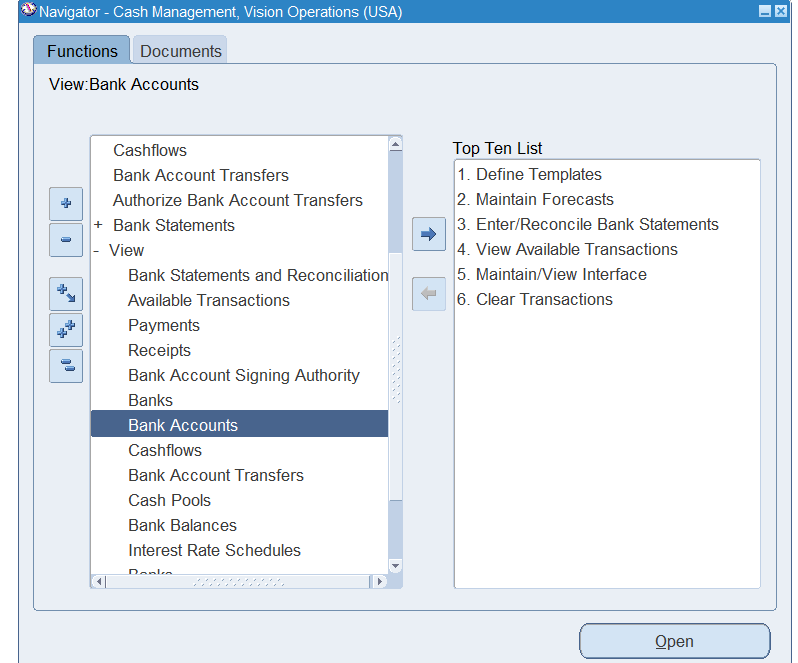 Navigator - Cash Management, Vision Operations (USA)
Functions
Documents
View:Bank Accounts
Cashflows
Bank Account Transfers
Authorize Bank Account Transfers
+ Bank Statements
- View
Bank Statements and Reconciliation
Available Transactions
Payments
Receipts
Bank Account Signing Authority
Banks
Bank Accounts
Cashflows
Bank Account Transfers
Cash Pools
Bank Balances
Interest Rate Schedules
Banks
Top Ten List
1. Define Templates
2. Maintain Forecasts
3. Enter/Reconcile Bank Statements
4. View Available Transactions
5. Maintain/View Interface
6. Clear Transactions
Open